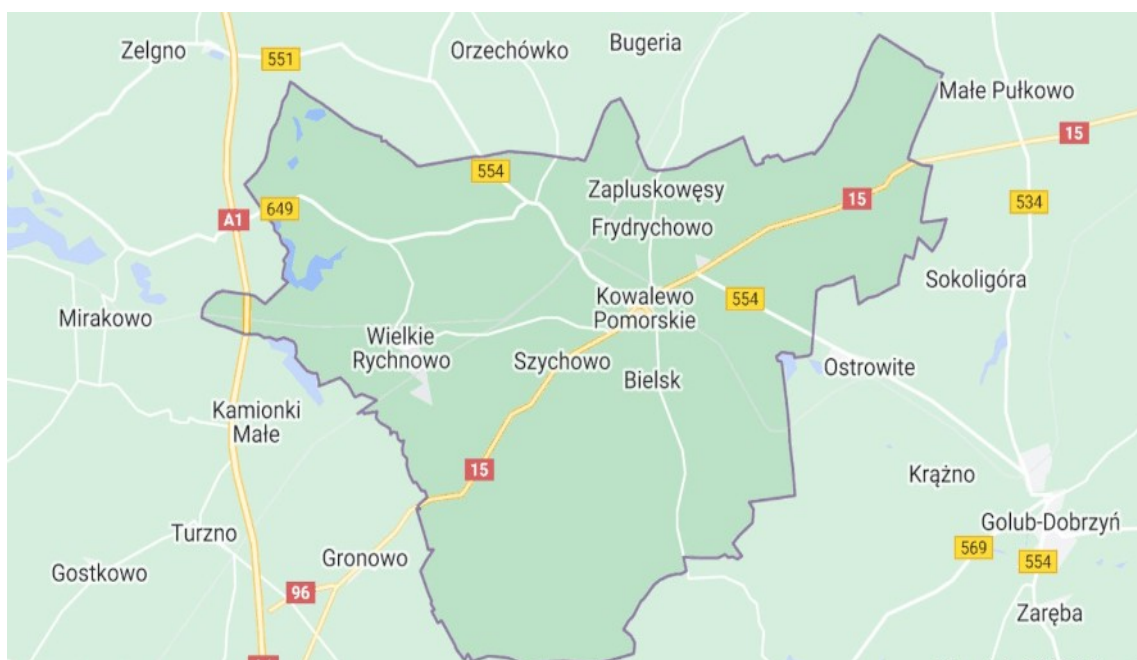 Zelgno
551
Orzechówko
Bugeria
Małe Pułkowo
15
554
Zapluskowęsy
15
534
A1
649
Frydrychowo
Sokoligóra
Mirakowo
Kowalewo
Pomorskie
554
Wielkie
Rychnowo
Szychowo
Bielsk
Ostrowite
Kamionki
Małe
15
Krążno
Turzno
Golub-Dobrzyń
Gostkowo
Gronowo
569
554
96
Zaręba